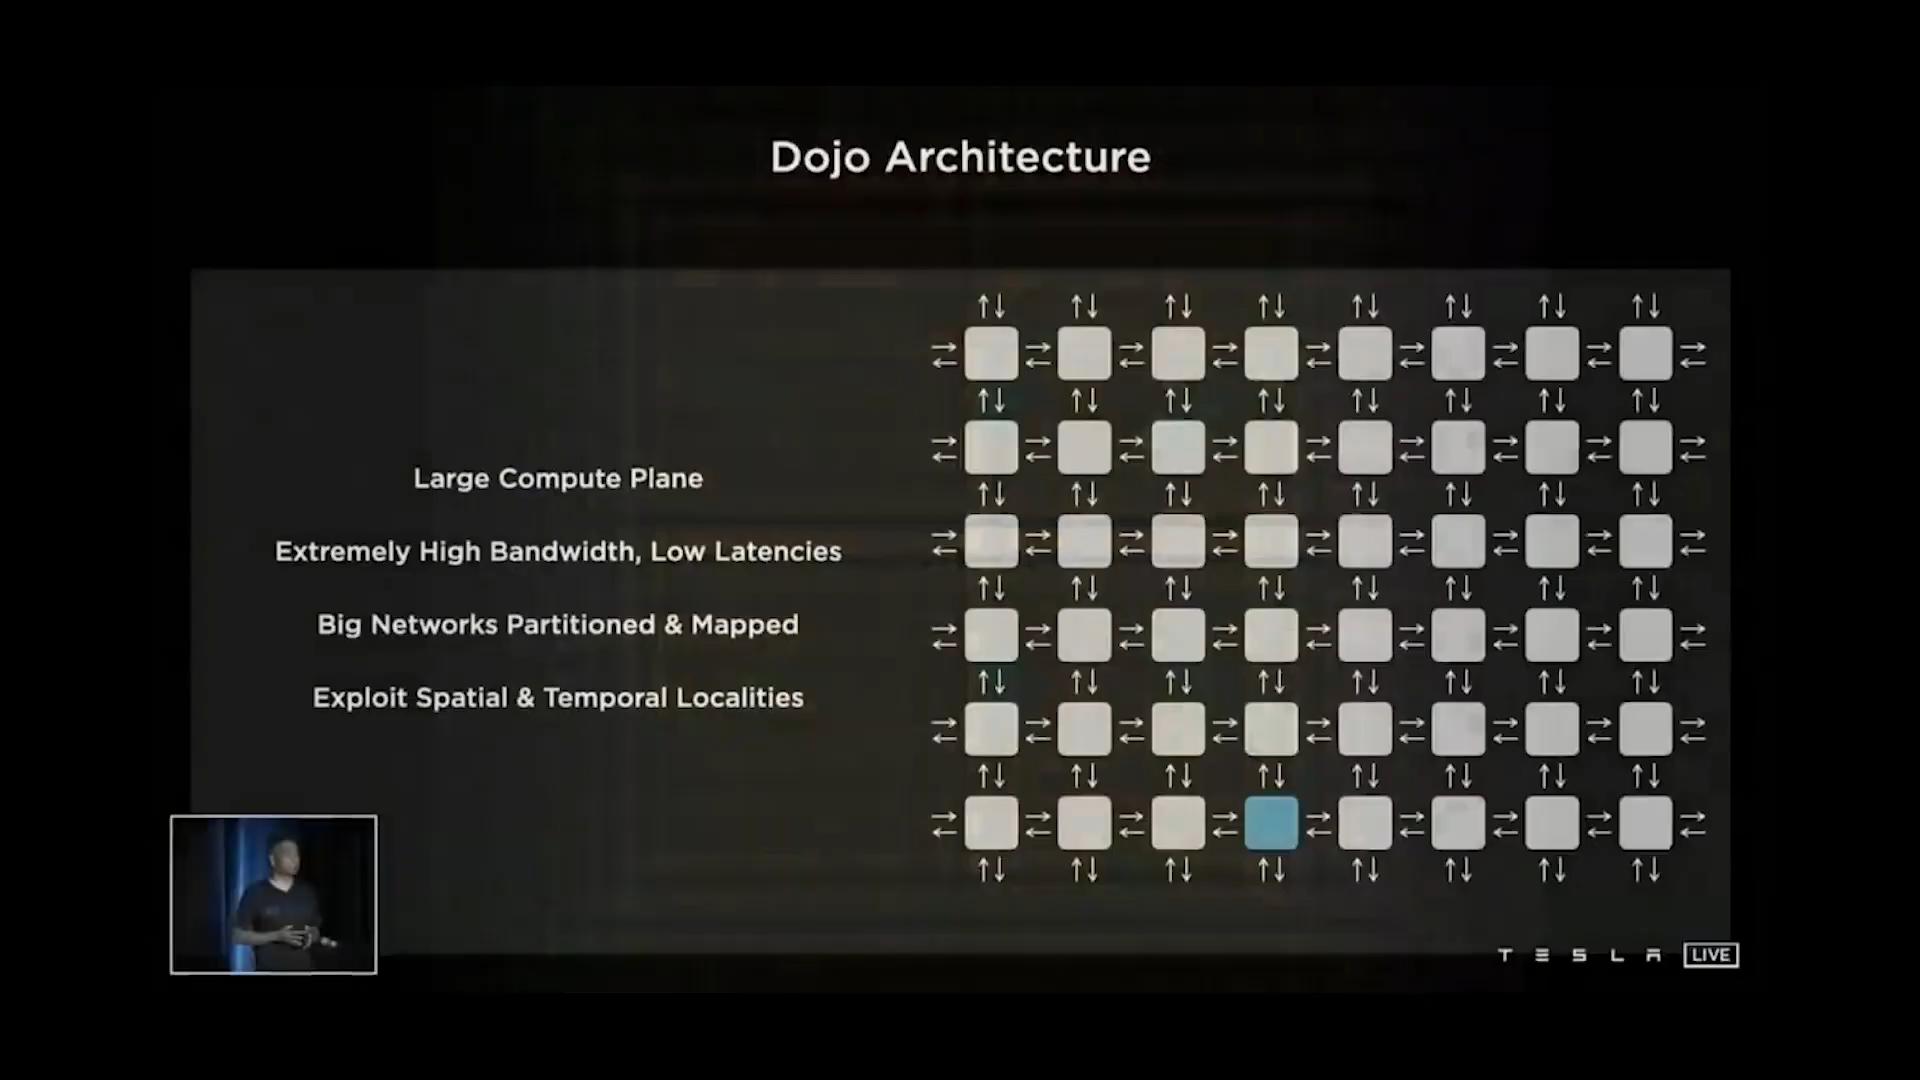 Dojo Architecture
Large Compute Plane
Extremely High Bandwidth, Low Latencies
Big Networks Partitioned & Mapped
Exploit Spatial & Temporal Localities
TESLA LIVE